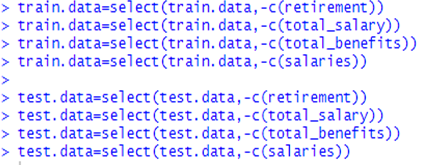 > train.data=select(train.data,-c(retirement))
> train.data=select(train.data,-c(total_salary))
> train.data=select(train.data,-c(total_benefits))
> train.data=select(train.data,-c(salaries))
>
> test.data=select(test.data,-c(retirement))
> test.data=select(test.data,-c(total_salary))
> test.data=select(test.data,-c(total_benefits))
> test.data=select(test.data,-c(salaries))